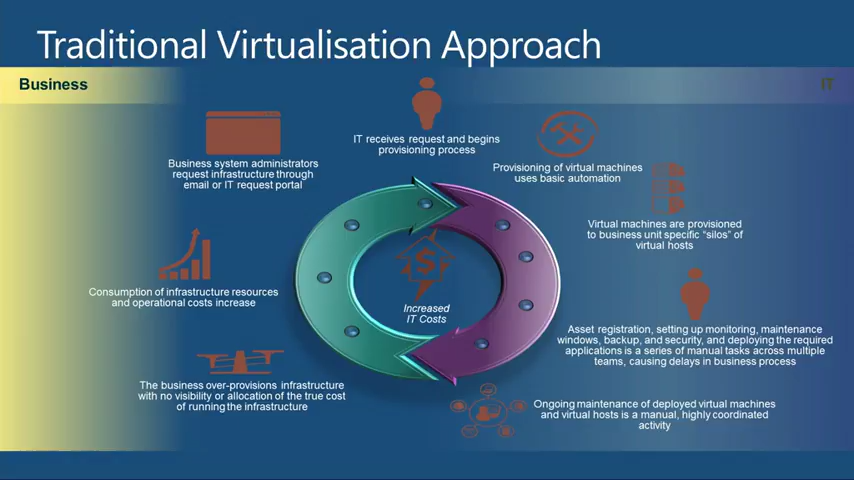 Traditional Virtualisation Approach
Business
IT
IT receives request and begins
provisioning process
Business system administrators
request infrastructure through
email or IT request portal
Provisioning of virtual machines
uses basic automation
Virtual machines are provisioned
to business unit specific “silos” of
virtual hosts
Consumption of infrastructure resources
and operational costs increase
$
Increased
IT Costs
Asset registration, setting up monitoring, maintenance
windows, backup, and security, and deploying the required
applications is a series of manual tasks across multiple
teams, causing delays in business process
The business over-provisions infrastructure
with no visibility or allocation of the true cost
of running the infrastructure
Ongoing maintenance of deployed virtual machines
and virtual hosts is a manual, highly coordinated
activity